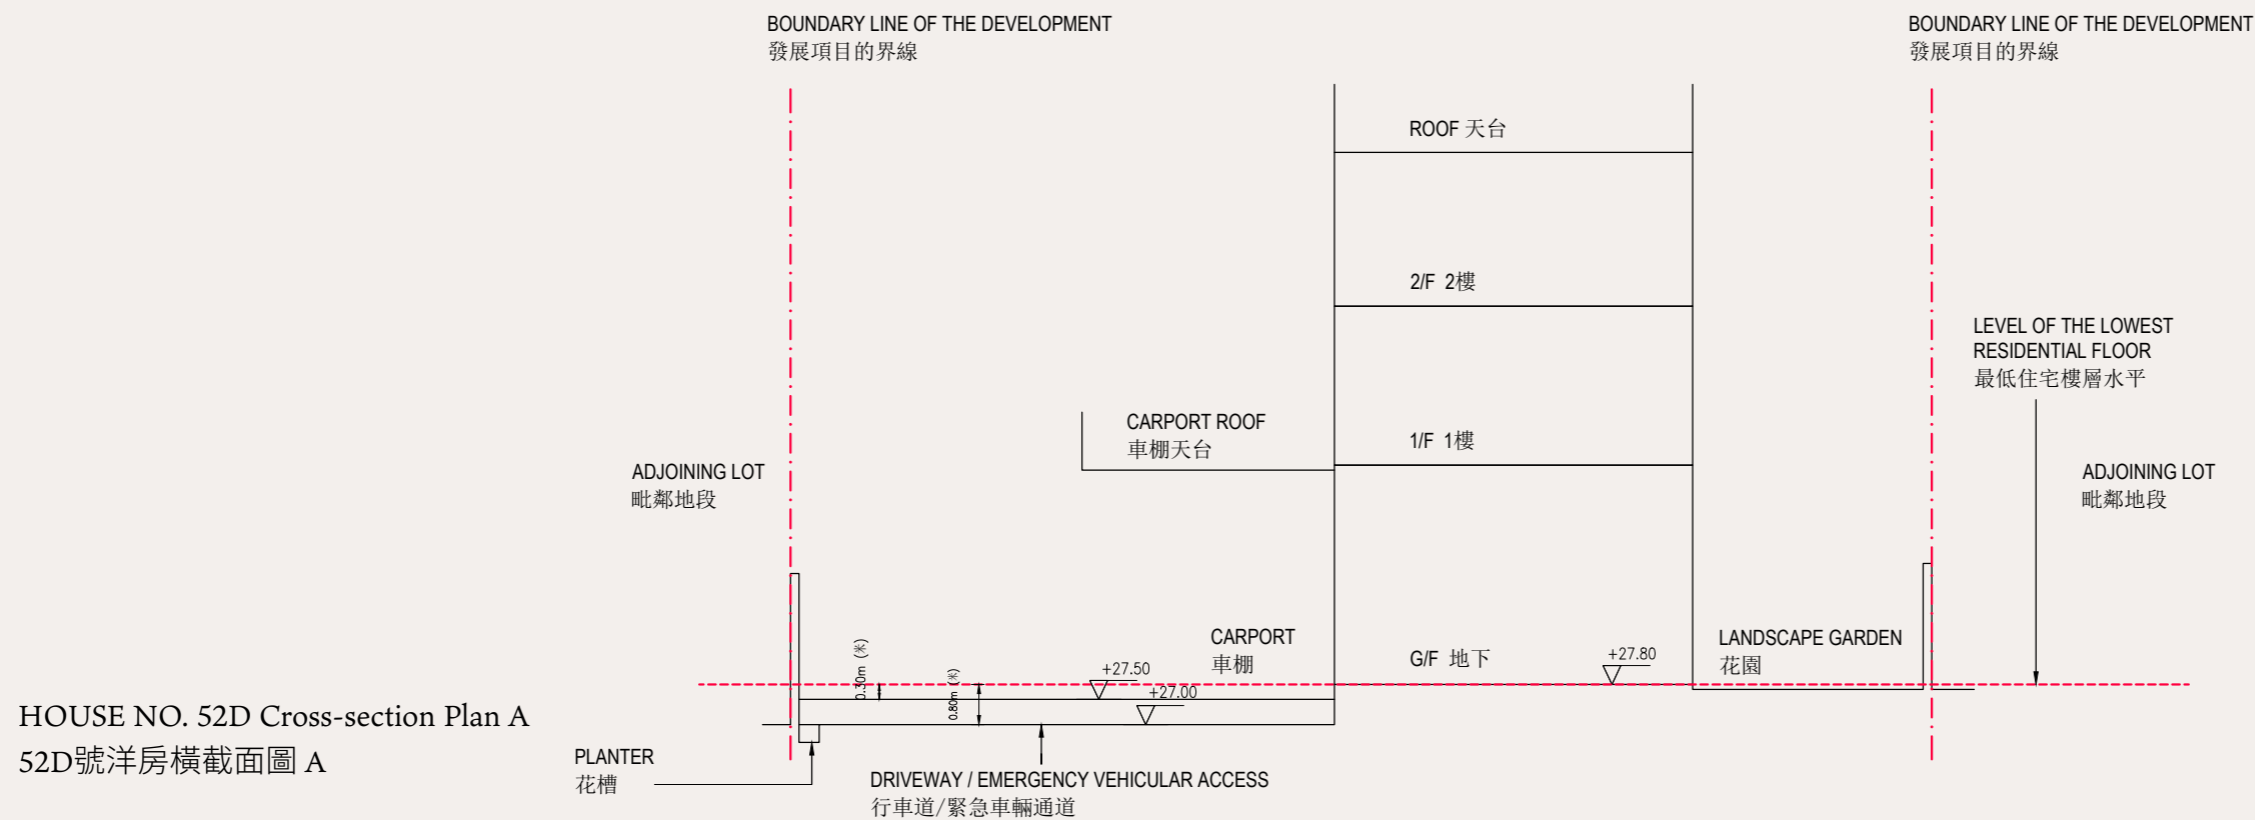 BOUNDARY LINE OF THE DEVELOPMENT
發展項目的界線
BOUNDARY LINE OF THE DEVELOPMENT
發展項目的界線
ROOF 天台
2/F 2樓
LEVEL OF THE LOWEST
RESIDENTIAL FLOOR
最低住宅樓層水平
CARPORT ROOF
車棚天台
1/F 1樓
ADJOINING LOT
毗鄰地段
ADJOINING LOT
毗鄰地段
CARPORT
車棚
G/F 地下
+27.80
LANDSCAPE GARDEN
花園
0.30m (米)
0.80m (米)
+27.50
+27.00
HOUSE NO. 52D Cross-section Plan A
52D號洋房橫截面圖 A
PLANTER
花槽
DRIVEWAY / EMERGENCY VEHICULAR ACCESS
行車道/緊急車輛通道